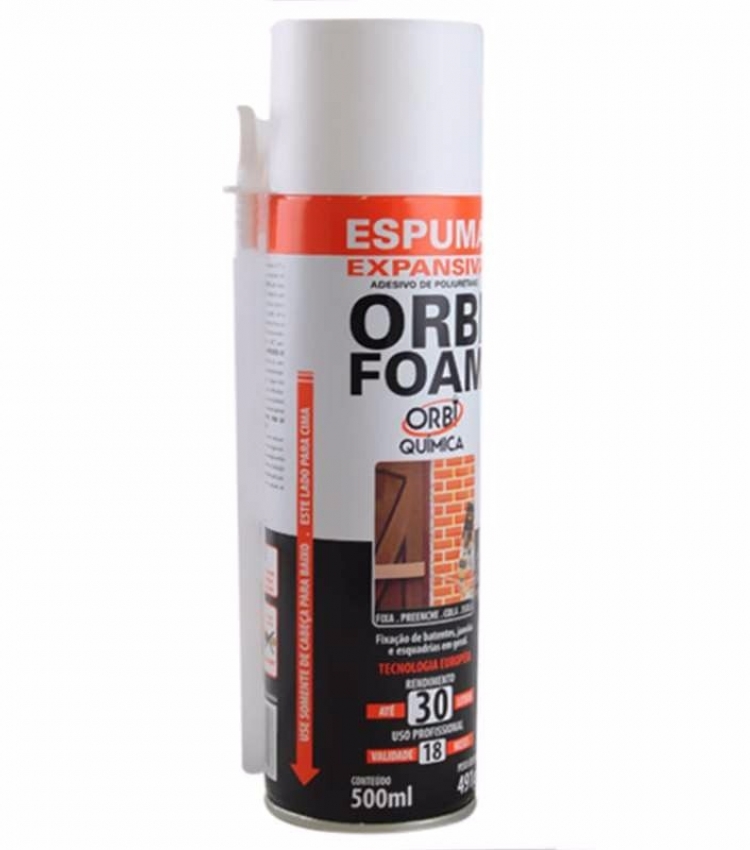 ESPUMA
EXPANSIVA
ADESIVO DE POLIURETANO
ORBI
FOAM
ORBI
QUÍMICA
FIXA . PREENCHE . COLA .
Fixação de batentes, janelas
e esquadrias em geral.
TECNOLOGIA EUROPÉIA
RENDIMENTO
ATÉ 30
USO PROFISSIONAL
VALIDADE 18
CONTEÚDO
500ml
USE SOMENTE DE CABEÇA PARA BAIXO . ESTE LADO PARA CIMA